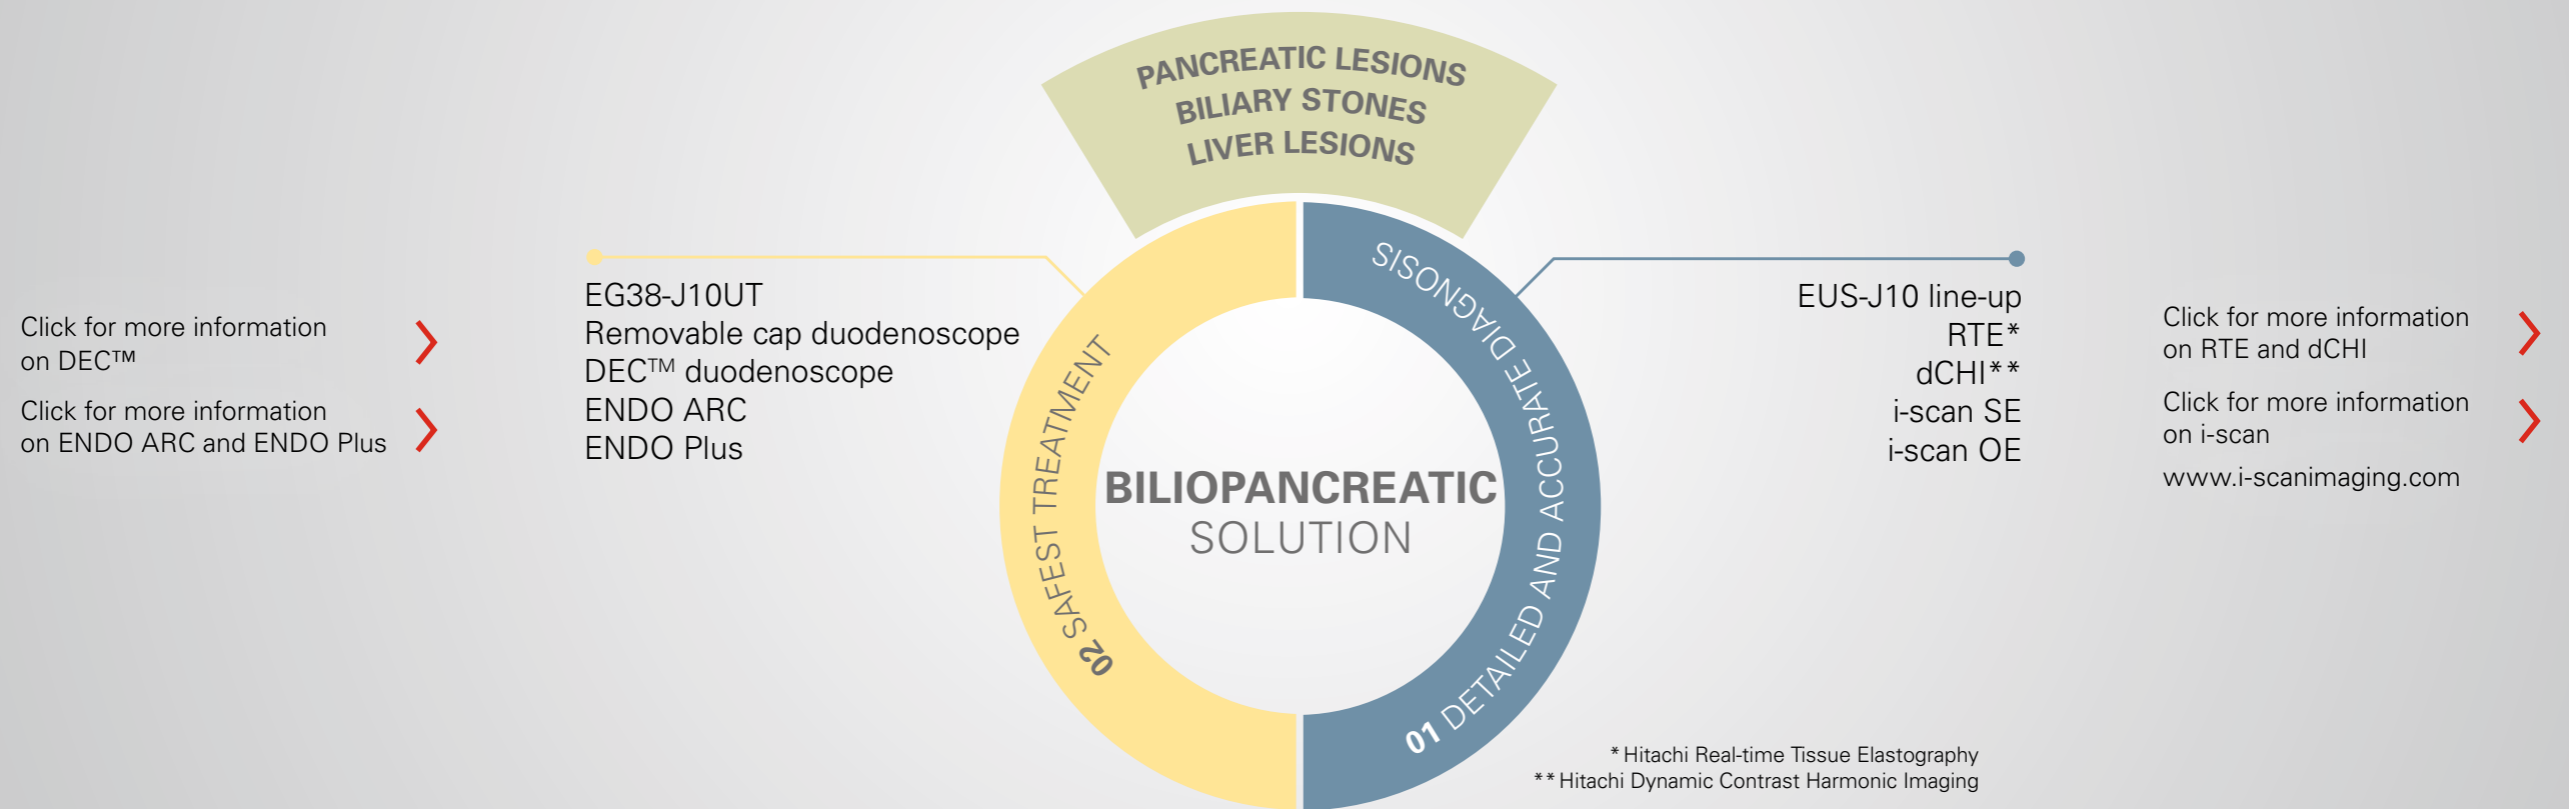 PANCREATIC LESIONS
BILIARY STONES
LIVER LESIONS
Click for more information
on DEC™
Click for more information
on ENDO ARC and ENDO Plus
EG38-J10UT
Removable cap duodenoscope
DEC™ duodenoscope
ENDO ARC
ENDO Plus
02 SAFEST TREATMENT
BILIOPANCREATIC
SOLUTION
01 DETAILED AND ACCURATE DIAGNOSIS
EUS-J10 line-up
RTE*
dCHI**
i-scan SE
i-scan OE
Click for more information
on RTE and dCHI
Click for more information
on i-scan
www.i-scanimaging.com
* Hitachi Real-time Tissue Elastography
** Hitachi Dynamic Contrast Harmonic Imaging